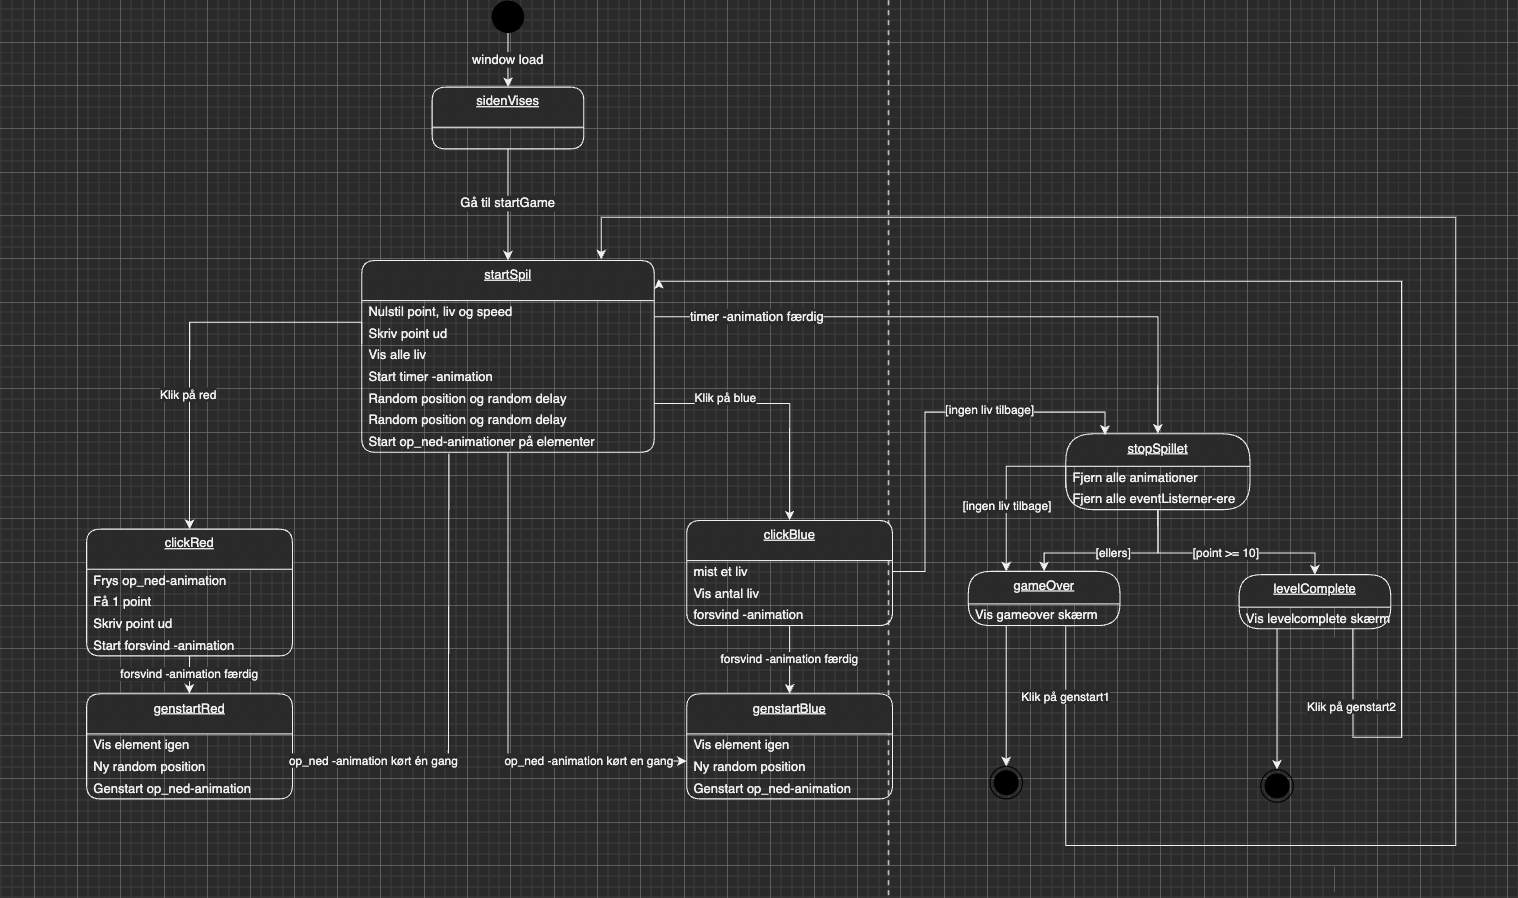 window load
sidenVises
Gå til startGame
startSpil
Nulstil point, liv og speed
Skriv point ud
Vis alle liv
Start timer -animation
Random position og random delay
Random position og random delay
Start op_ned-animationer på elementer
timer -animation færdig
Klik på red
Klik på blue
[ingen liv tilbage]
stopSpillet
Fjern alle animationer
Fjern alle eventListerner-ere
[ingen liv tilbage]
[ellers]
[point >= 10]
clickRed
Frys op_ned-animation
Få 1 point
Skriv point ud
Start forsvind -animation
clickBlue
mist et liv
Vis antal liv
forsvind -animation
gameOver
Vis gameover skærm
levelComplete
Vis levelcomplete skærm
forsvind -animation færdig
forsvind -animation færdig
Klik på genstart1
Klik på genstart2
genstartRed
Vis element igen
Ny random position
Genstart op_ned-animation
op_ned -animation kørt én gang
op_ned -animation kørt en gang
genstartBlue
Vis element igen
Ny random position
Genstart op_ned-animation